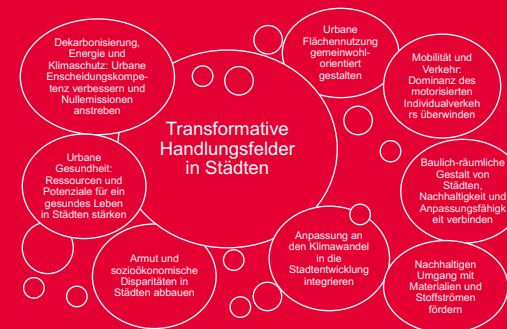 Dekarbonisierung,
Energie und
Klimaschutz: Urbane
Enscheidungskompe-
tenz verbessern und
Nullemissionen
anstreben
Urbane
Flächennutzung
gemeinwohl-
orientiert
gestalten
Mobilität und
Verkehr:
Dominanz des
motorisierten
Individualverkeh
rs überwinden
Transformative
Handlungsfelder
in Städten
Urbane
Gesundheit:
Ressourcen und
Potenziale für ein
gesundes Leben
in Städten stärken
Baulich-räumliche
Gestalt von
Städten,
Nachhaltigkeit und
Anpassungsfähigk
eit verbinden
Armut und
sozioökonomische
Disparitäten in
Städten abbauen
Anpassung an
den Klimawandel
in die
Stadtentwicklung
integrieren
Nachhaltigen
Umgang mit
Materialien und
Stoffströmen
fördern